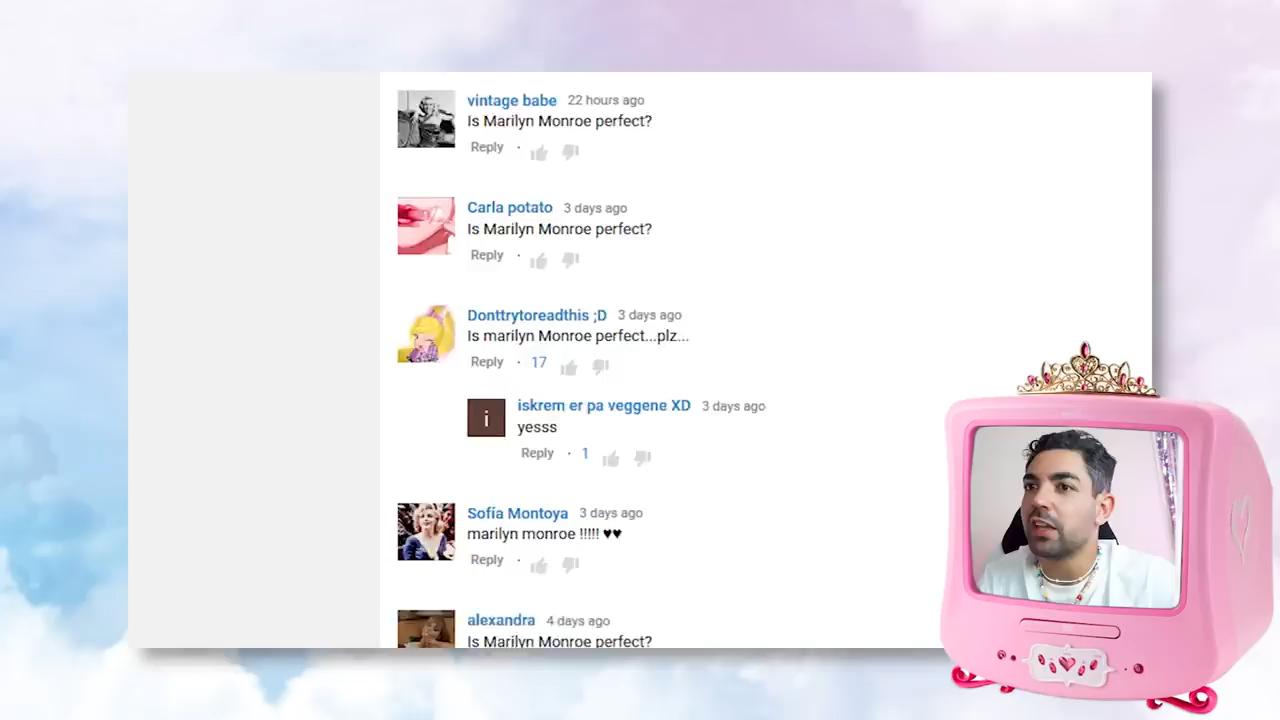 vintage babe 22 hours ago
Is Marilyn Monroe perfect?
Reply ·
Carla potato 3 days ago
Is Marilyn Monroe perfect?
Reply ·
Donttrytoreadthis ;D 3 days ago
Is marilyn Monroe perfect...plz...
Reply · 17
i
iskrem er pa veggene XD 3 days ago
yesss
Reply · 1
Sofía Montoya 3 days ago
marilyn monroe !!!!! ♥♥
Reply ·
alexandra 4 days ago
Is Marilyn Monroe perfect?